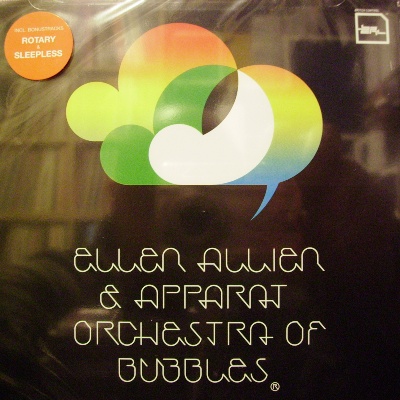 INCL. BONUSTRACKS
ROTARY
&
SLEEPLESS
ELLEN ALLIEN
& APPARAT
ORCHESTRA OF
BUBBLES®